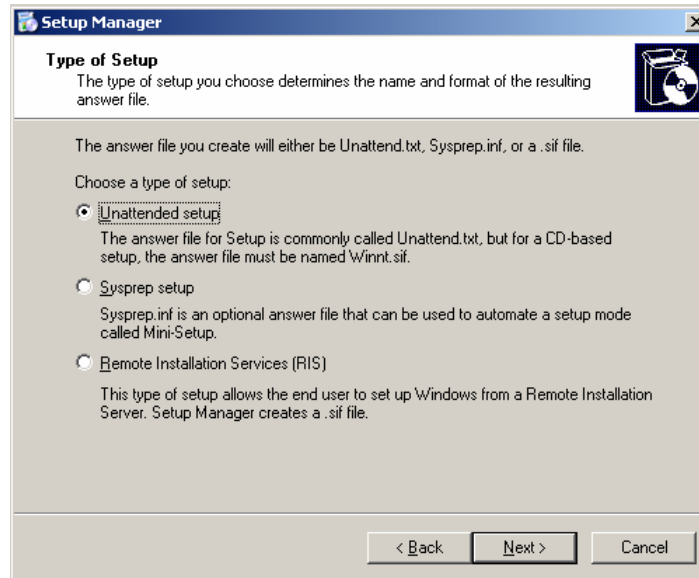 Setup Manager
Type of Setup
The type of setup you choose determines the name and format of the resulting
answer file.
The answer file you create will either be Unattend.txt, Sysprep.inf, or a .sif file.
Choose a type of setup:
Unattended setup
The answer file for Setup is commonly called Unattend.txt, but for a CD-based
setup, the answer file must be named Winnt.sif.
Sysprep setup
Sysprep.inf is an optional answer file that can be used to automate a setup mode
called Mini-Setup.
Remote Installation Services (RIS)
This type of setup allows the end user to set up Windows from a Remote Installation
Server. Setup Manager creates a .sif file.
< Back Next > Cancel